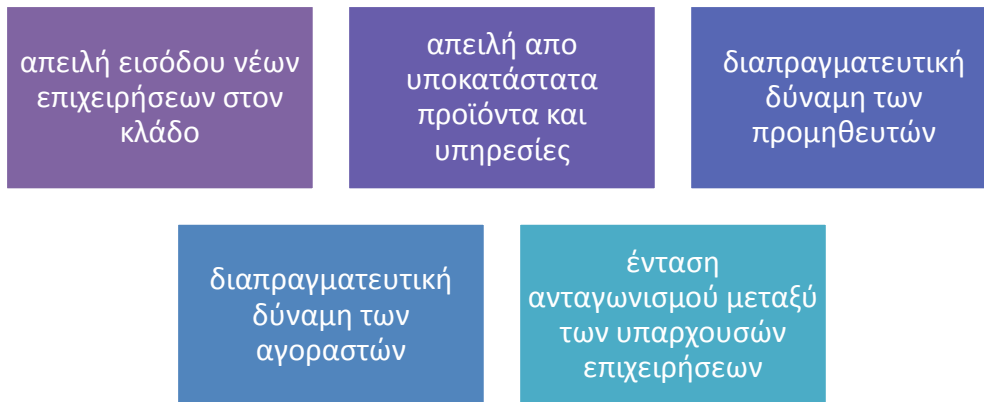 απειλή εισόδου νέων
επιχειρήσεων στον
κλάδο
απειλή απο
υποκατάστατα
προϊόντα και
υπηρεσίες
διαπραγματευτική
δύναμη των
προμηθευτών
διαπραγματευτική
δύναμη των
αγοραστών
ένταση
ανταγωνισμού μεταξύ
των υπαρχουσών
επιχειρήσεων